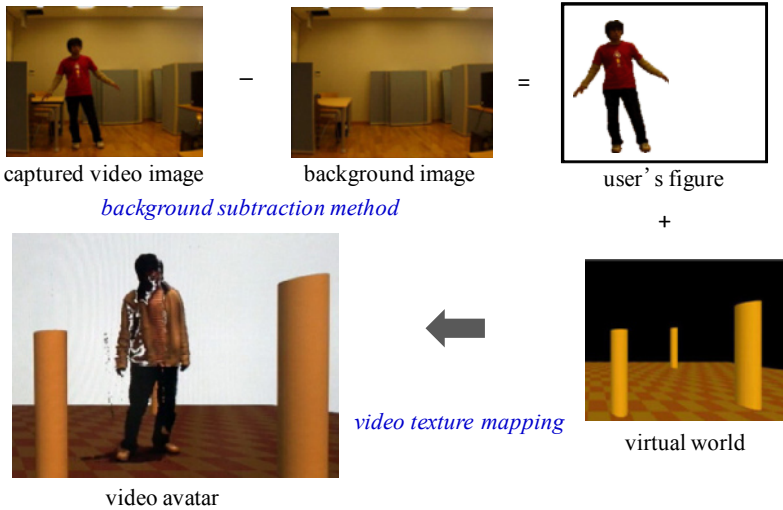 −
=
captured video image
background image
user’s figure
background subtraction method
+
video texture mapping
virtual world
video avatar